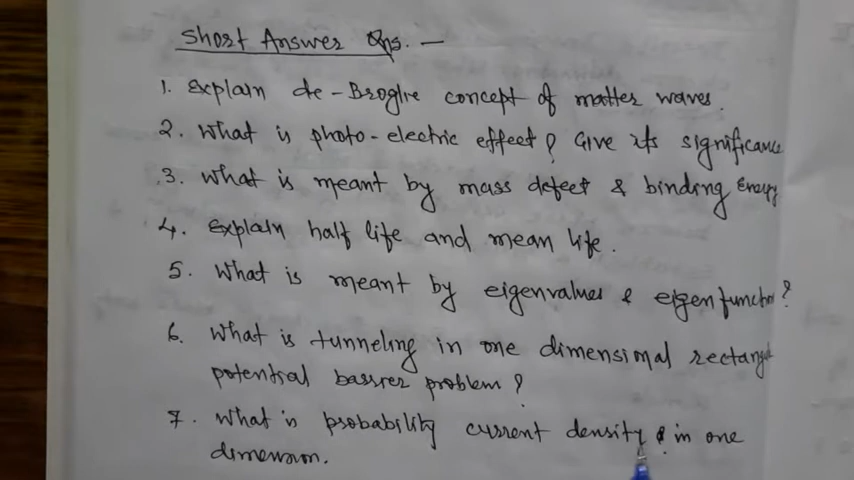 Short Answer Qns. —
1. Explain de-Broglie concept of matter waves.
2. What is photo-electric effect? Give its significance
3. What is meant by mass defect & binding Energy
4. Explain half life and mean life.
5. What is meant by eigenvalues & eigenfunction?
6. What is tunneling in one dimensional rectangul
potential barrier problem?
7. What is probability current density in one
dimension.